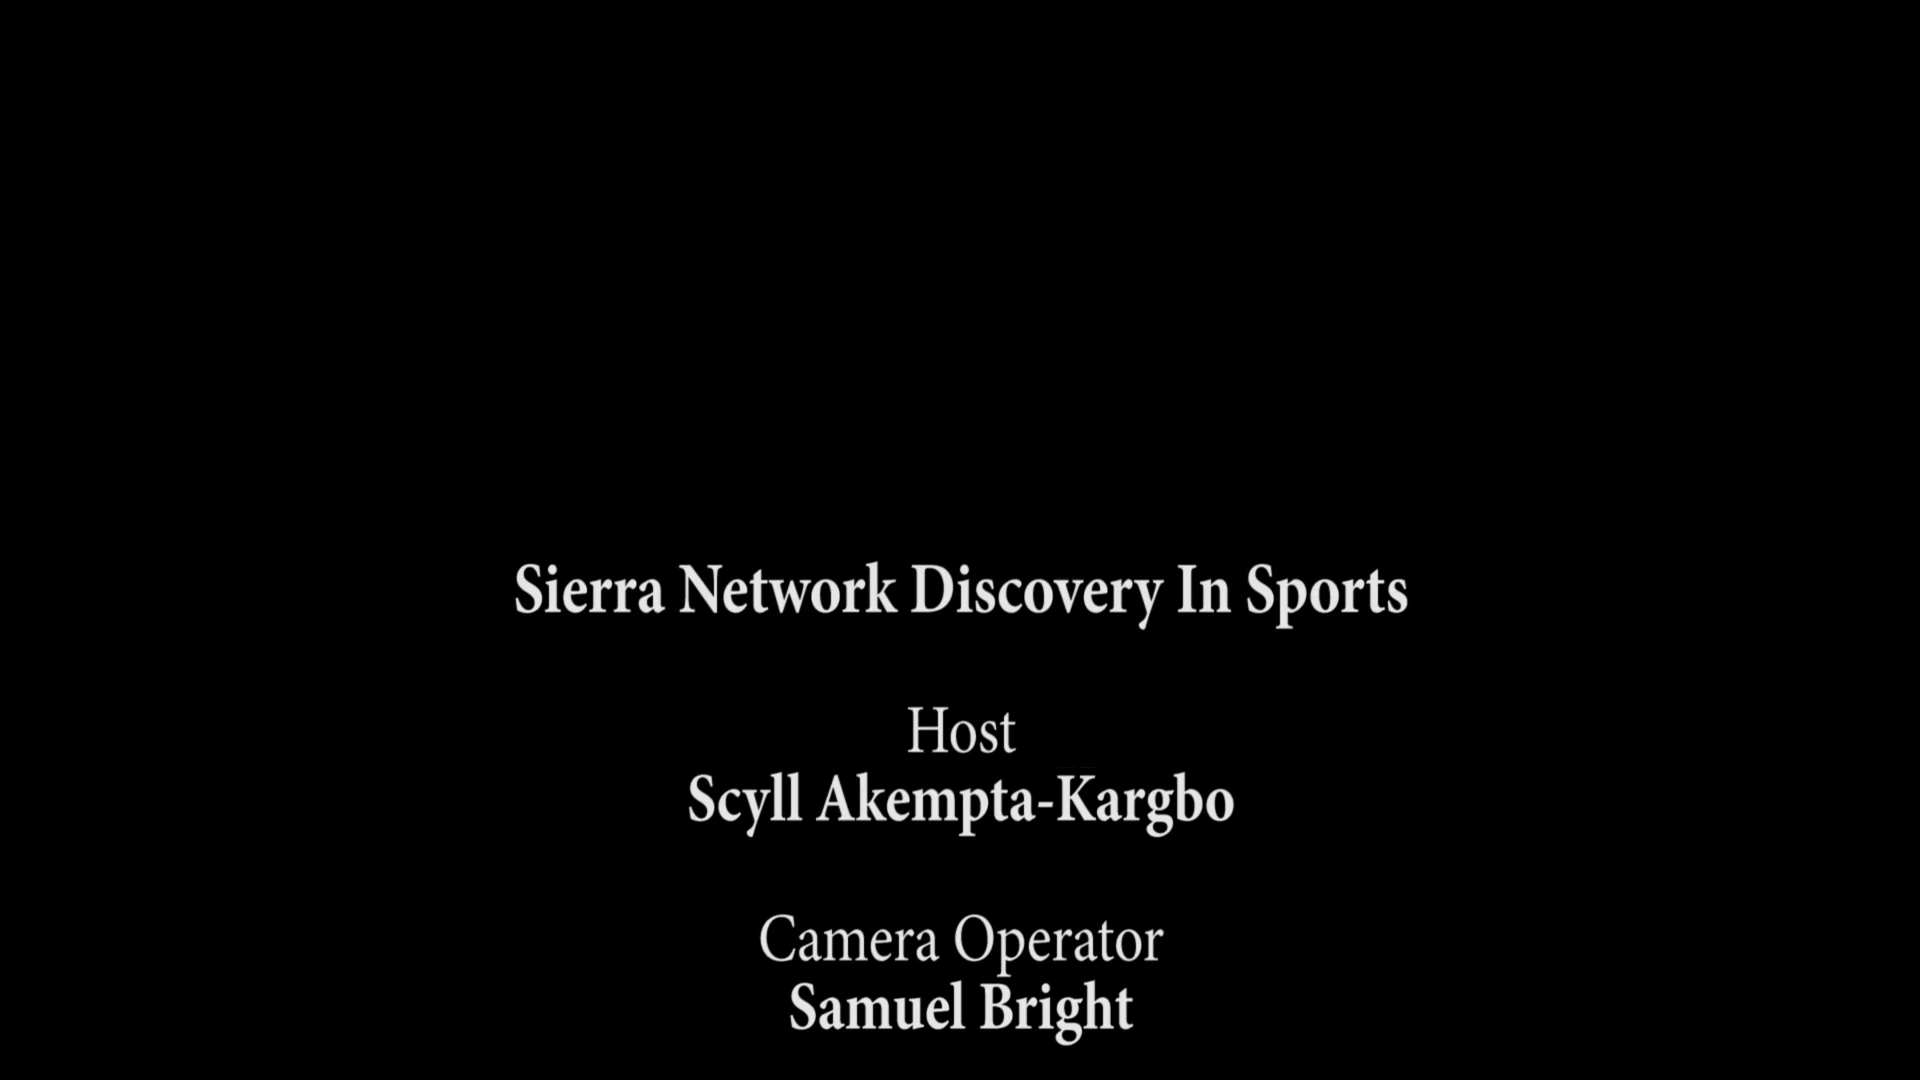 Sierra Network Discovery In Sports
Host
Scyll Akempta-Kargbo
Camera Operator
Samuel Bright